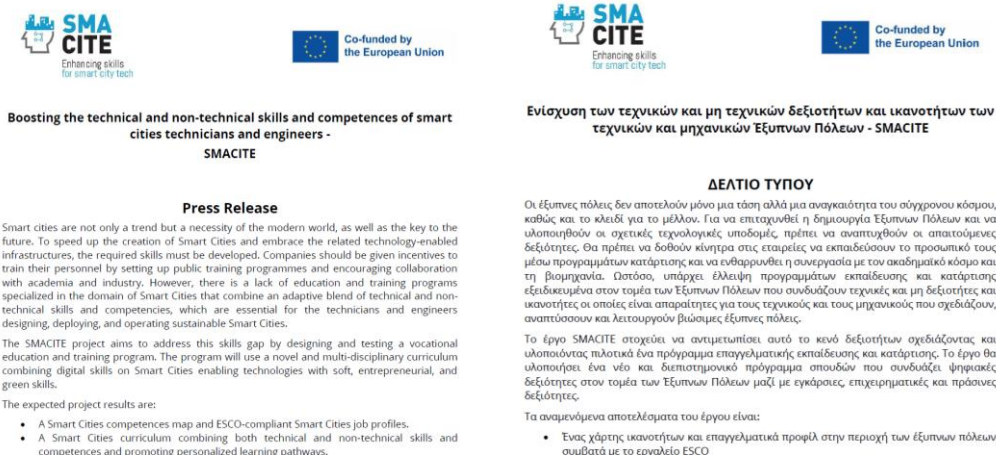 SMA
CITE
Enhancing skills
for smart city tech
Co-funded by
the European Union
Boosting the technical and non-technical skills and competences of smart
cities technicians and engineers -
SMACITE
Press Release
Smart cities are not only a trend but a necessity of the modern world, as well as the key to the
future. To speed up the creation of Smart Cities and embrace the related technology-enabled
infrastructures, the required skills must be developed. Companies should be given incentives to
train their personnel by setting up public training programmes and encouraging collaboration
with academia and industry. However, there is a lack of education and training programs
specialized in the domain of Smart Cities that combine an adaptive blend of technical and non-
technical skills and competencies, which are essential for the technicians and engineers
designing, deploying, and operating sustainable Smart Cities.
The SMACITE project aims to address this skills gap by designing and testing a vocational
education and training program. The program will use a novel and multi-disciplinary curriculum
combining digital skills on Smart Cities enabling technologies with soft, entrepreneurial, and
green skills.
The expected project results are:
• A Smart Cities competences map and ESCO-compliant Smart Cities job profiles.
• A Smart Cities curriculum combining both technical and non-technical skills and
competences and promoting personalized learning pathways.
SMA
CITE
Enhancing skills
for smart city tech
Co-funded by
the European Union
Ενίσχυση των τεχνικών και μη τεχνικών δεξιοτήτων και ικανοτήτων των
τεχνικών και μηχανικών Έξυπνων Πόλεων - SMACITE
ΔΕΛΤΙΟ ΤΥΠΟΥ
Οι έξυπνες πόλεις δεν αποτελούν μόνο μια τάση αλλά μια αναγκαιότητα του σύγχρονου κόσμου,
καθώς και το κλειδί για το μέλλον. Για να επιταχυνθεί η δημιουργία Έξυπνων Πόλεων και να
υλοποιηθούν οι σχετικές τεχνολογικές υποδομές, πρέπει να αναπτυχθούν οι απαιτούμενες
δεξιότητες. Θα πρέπει να δοθούν κίνητρα στις εταιρείες να εκπαιδεύσουν το προσωπικό τους
μέσω προγραμμάτων κατάρτισης και να ενθαρρυνθεί η συνεργασία με τον ακαδημαϊκό κόσμο και
τη βιομηχανία. Ωστόσο, υπάρχει έλλειψη προγραμμάτων εκπαίδευσης και κατάρτισης
εξειδικευμένα στον τομέα των Έξυπνων Πόλεων που συνδυάζουν τεχνικές και μη δεξιότητες και
ικανότητες οι οποίες είναι απαραίτητες για τους τεχνικούς και τους μηχανικούς που σχεδιάζουν,
αναπτύσσουν και λειτουργούν βιώσιμες έξυπνες πόλεις.
Το έργο SMACITE στοχεύει να αντιμετωπίσει αυτό το κενό δεξιοτήτων σχεδιάζοντας και
υλοποιόντας πιλοτικά ένα πρόγραμμα επαγγελματικής εκπαίδευσης και κατάρτισης. Το έργο θα
υλοποιήσει ένα νέο και διεπιστημονικό πρόγραμμα σπουδών που συνδυάζει ψηφιακές
δεξιότητες στον τομέα των Έξυπνων Πόλεων μαζί με εγκάρσιες, επιχειρηματικές και πράσινες
δεξιότητες.
Τα αναμενόμενα αποτελέσματα του έργου είναι:
• Ένας χάρτης ικανοτήτων και επαγγελματικά προφίλ στην περιοχή των έξυπνων πόλεων
συμβατά με το εργαλείο ESCO